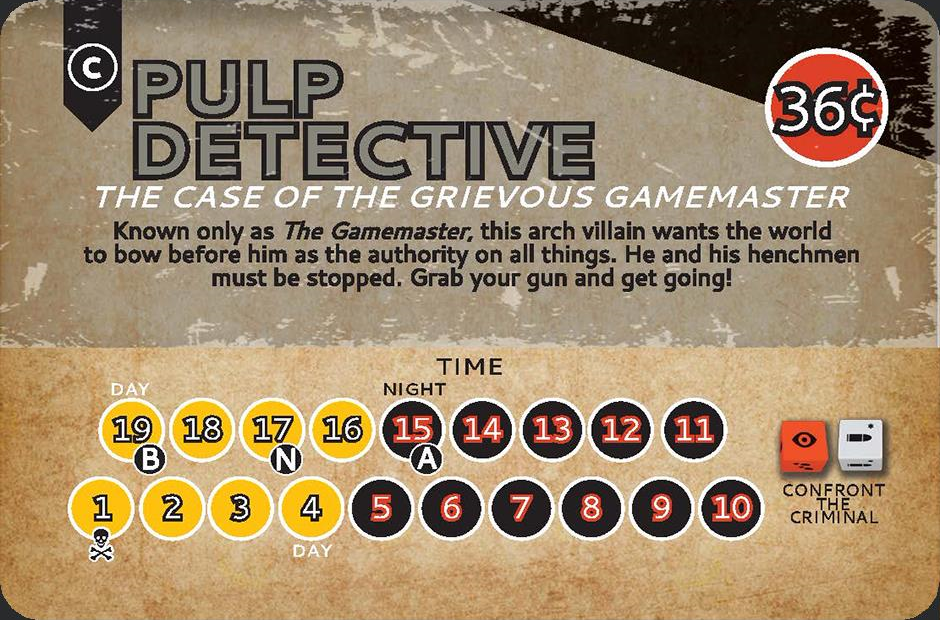 C
PULP
DETECTIVE
36¢
THE CASE OF THE GRIEVOUS GAMEMASTER
Known only as The Gamemaster, this arch villain wants the world
to bow before him as the authority on all things. He and his henchmen
must be stopped. Grab your gun and get going!
TIME
DAY
NIGHT
19 18 17 16 15 14 13 12 11
B N A
1 2 3 4 5 6 7 8 9 10
DAY
CONFRONT
THE
CRIMINAL